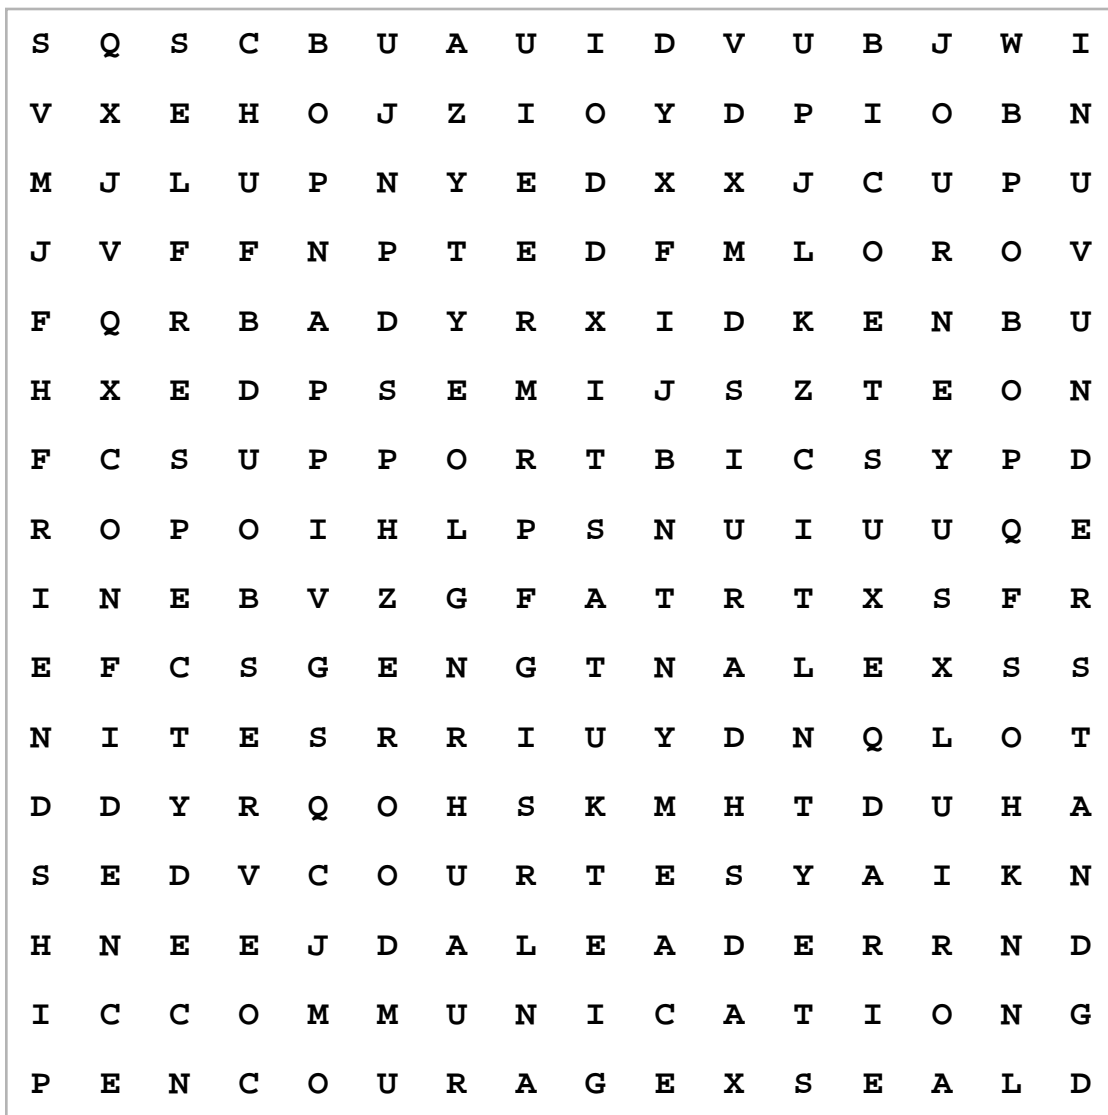 S Q S C B U A U I D V U B J W I
V X E H O J Z I O Y D P I O B N
M J L U P N Y E D X X J C U P U
J V F F N P T E D F M L O R O V
F Q R B A D Y R X I D K E N B U
H X E D P S E M I J S Z T E O N
F C S U P P O R T B I C S Y P D
R O P O I H L P S N U I U U Q E
I N E B V Z G F A T R T X S F R
E F C S G E N G T N A L E X S S
N I T E S R R I U Y D N Q L O T
D D Y R Q O H S K M H T D U H A
S E D V C O U R T E S Y A I K N
H N E E J D A L E A D E R R N D
I C C O M M U N I C A T I O N G
P E N C O U R A G E X S E A L D